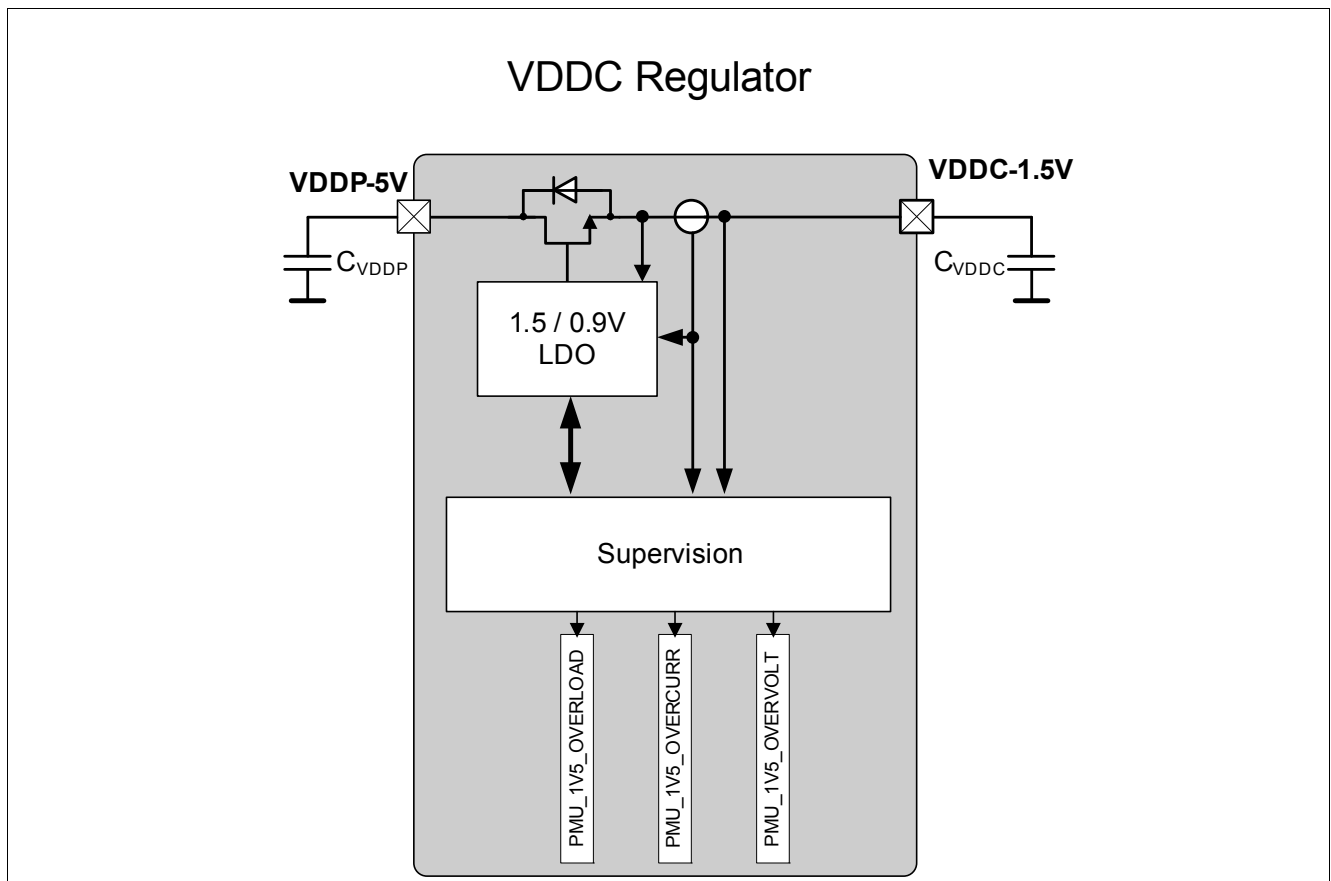 VDDC Regulator
VDDP-5V
VDDC-1.5V
CVDDP
CVDDC
1.5 / 0.9V
LDO
Supervision
PMU_1V5_OVERLOAD
PMU_1V5_OVERCURR
PMU_1V5_OVERVOLT